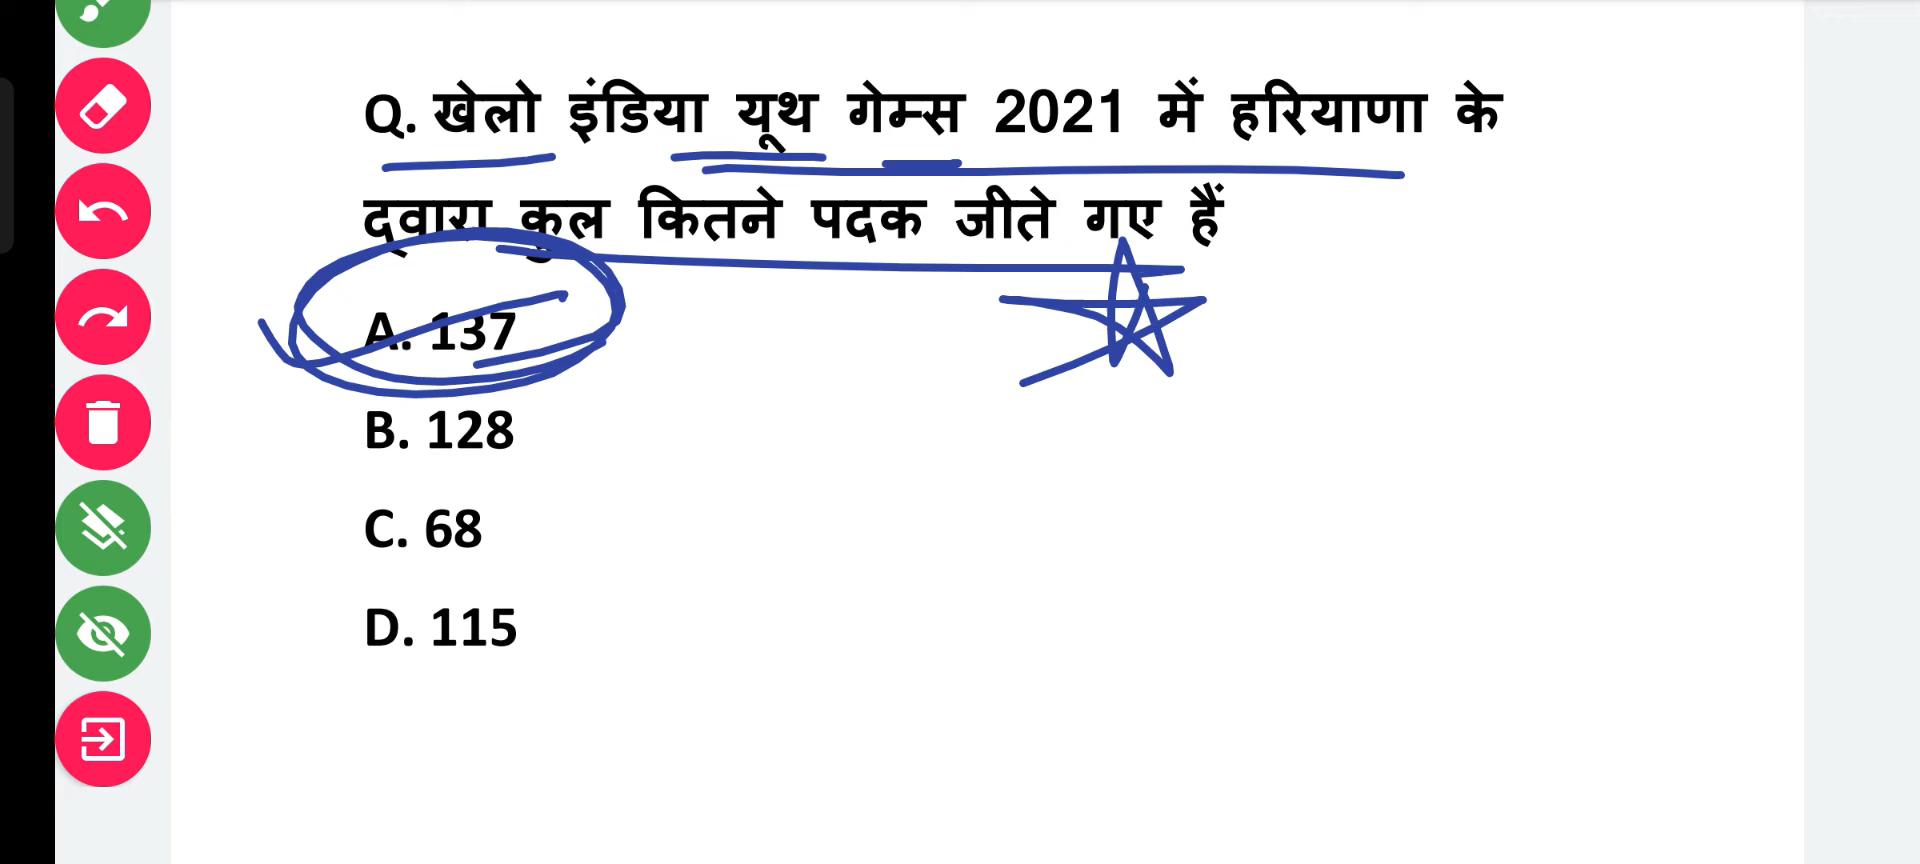 Q. खेलो इंडिया यूथ गेम्स 2021 में हरियाणा के
द्वारा कुल कितने पदक जीते गए हैं
A. 137
B. 128
C. 68
D. 115